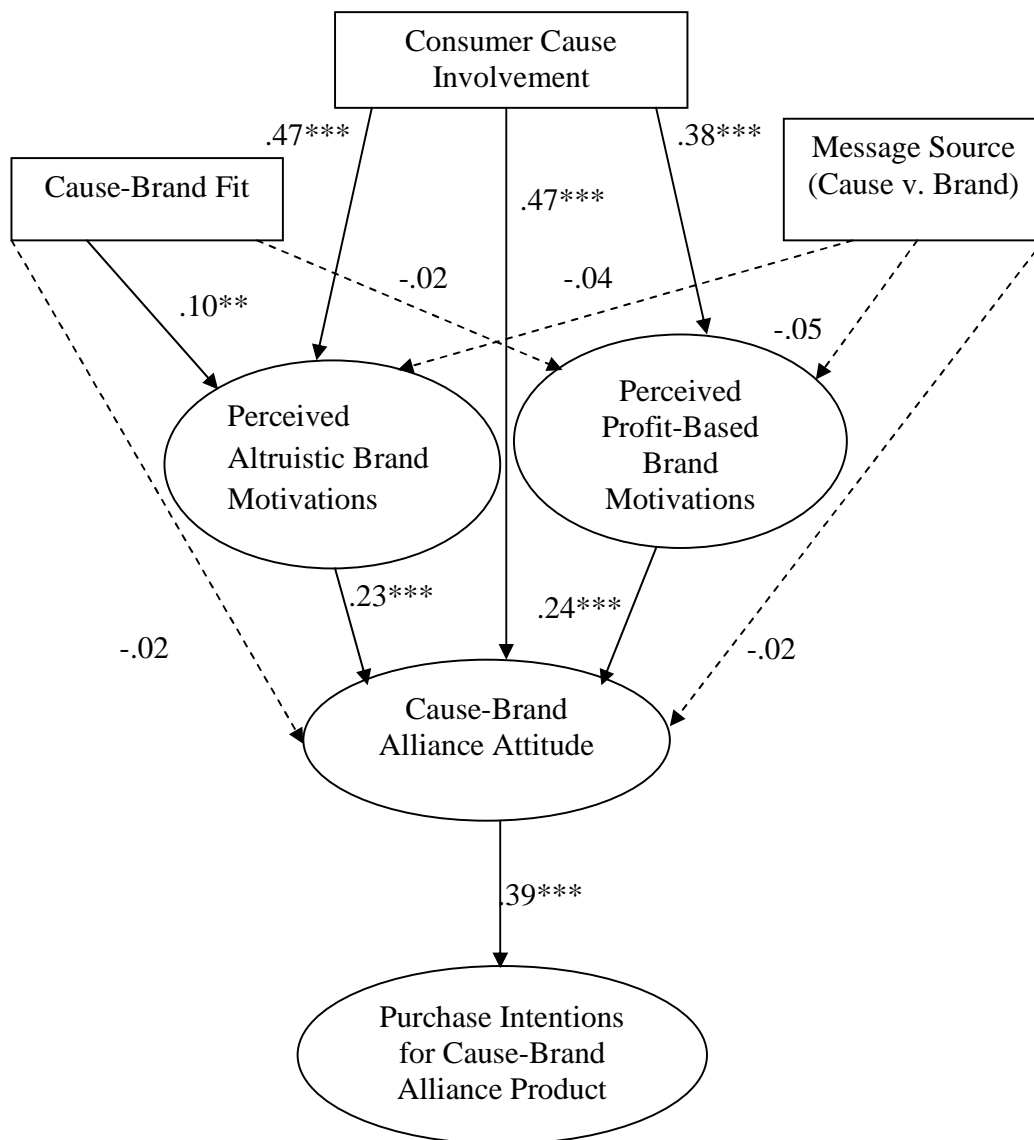 Consumer Cause
Involvement
.47***
.38***
Message Source
(Cause v. Brand)
Cause-Brand Fit
.47***
-.02
-.04
.10**
-.05
Perceived
Altruistic Brand
Motivations
Perceived
Profit-Based
Brand
Motivations
.23***
.24***
-.02
-.02
Cause-Brand
Alliance Attitude
.39***
Purchase Intentions
for Cause-Brand
Alliance Product